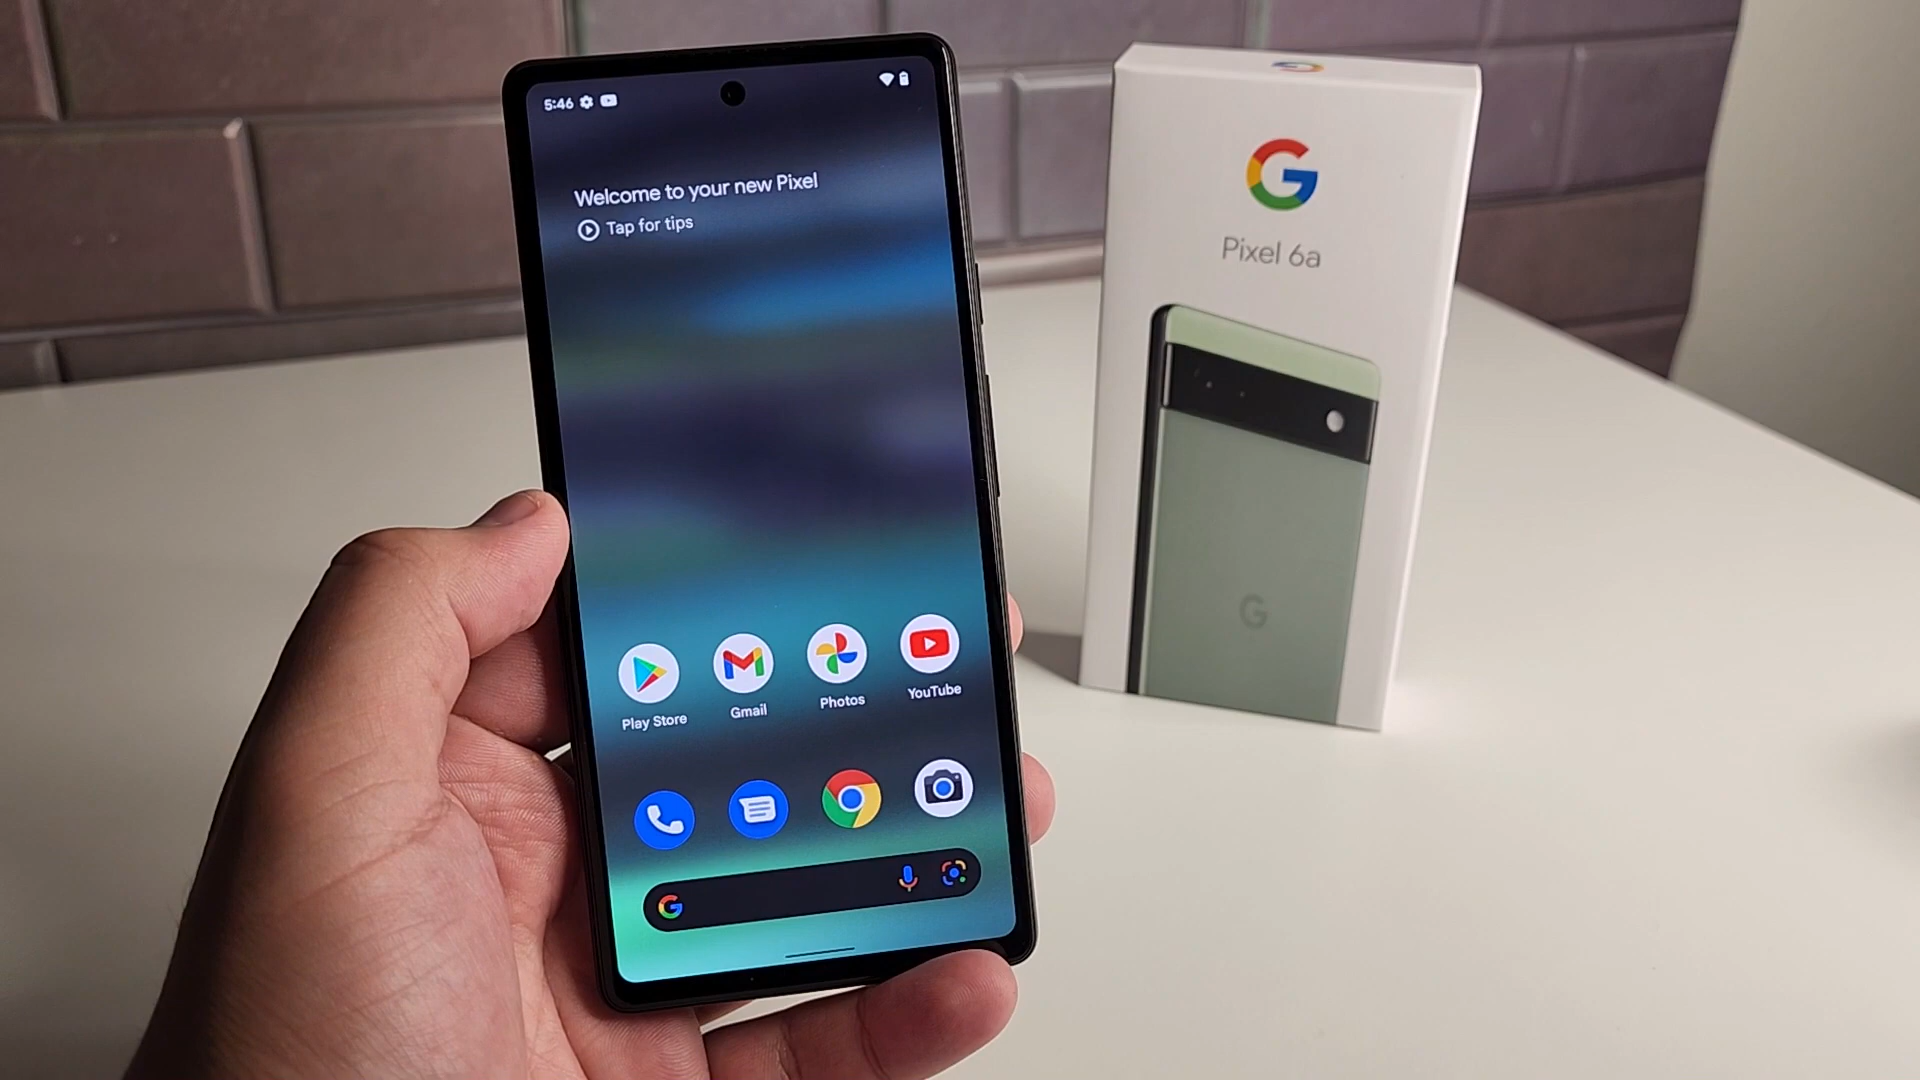 5:46
Welcome to your new Pixel
Tap for tips
Play Store
Gmail
Photos
YouTube
G
G
Pixel 6a
G